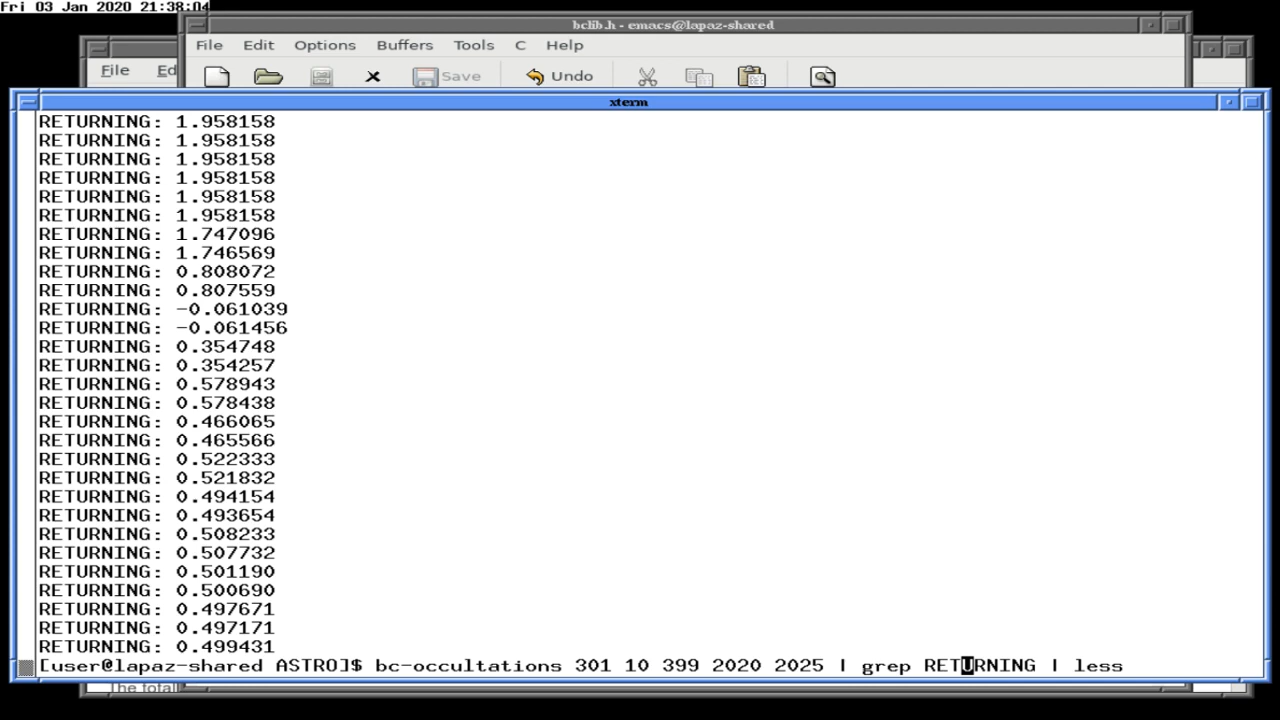 Fri 03 Jan 2020 21:38:04
bclib.h - emacs@lapaz-shared
File Edit Options Buffers Tools C Help
File Ed
Save Undo
xterm
RETURNING: 1.958158
RETURNING: 1.958158
RETURNING: 1.958158
RETURNING: 1.958158
RETURNING: 1.958158
RETURNING: 1.958158
RETURNING: 1.747096
RETURNING: 1.746569
RETURNING: 0.808072
RETURNING: 0.807559
RETURNING: -0.061039
RETURNING: -0.061456
RETURNING: 0.354748
RETURNING: 0.354257
RETURNING: 0.578943
RETURNING: 0.578438
RETURNING: 0.466065
RETURNING: 0.465566
RETURNING: 0.522333
RETURNING: 0.521832
RETURNING: 0.494154
RETURNING: 0.493654
RETURNING: 0.508233
RETURNING: 0.507732
RETURNING: 0.501190
RETURNING: 0.500690
RETURNING: 0.497671
RETURNING: 0.497171
RETURNING: 0.499431
[user@lapaz-shared ASTRO]$ bc-occultations 301 10 399 2020 2025 | grep RETURNING | less
The total